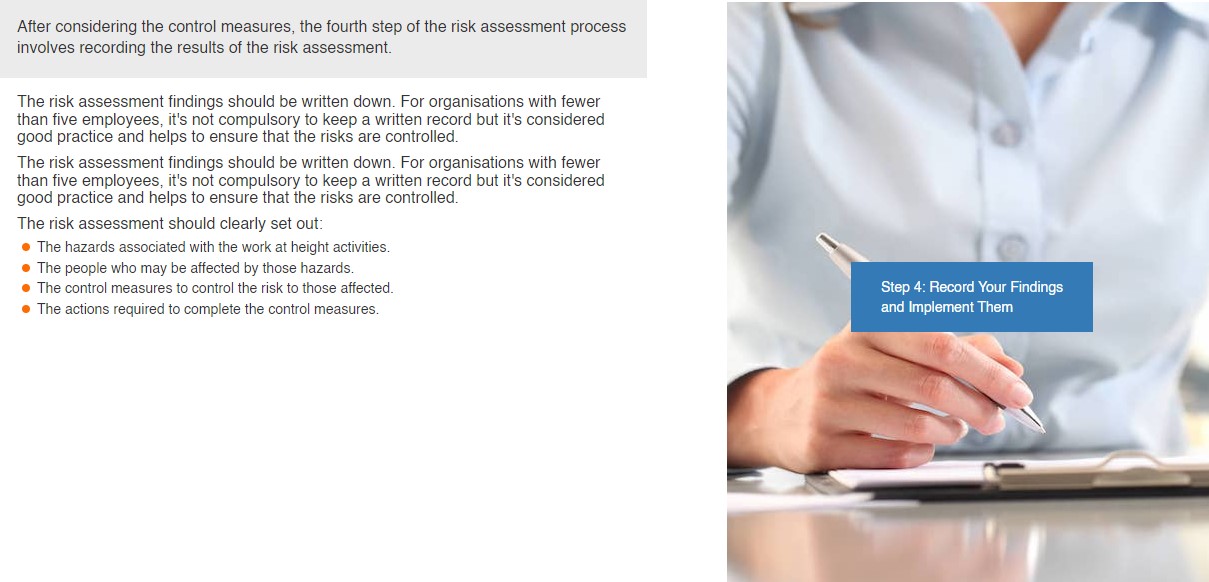 After considering the control measures, the fourth step of the risk assessment process
involves recording the results of the risk assessment.
The risk assessment findings should be written down. For organisations with fewer
than five employees, it's not compulsory to keep a written record but it's considered
good practice and helps to ensure that the risks are controlled.
The risk assessment findings should be written down. For organisations with fewer
than five employees, it's not compulsory to keep a written record but it's considered
good practice and helps to ensure that the risks are controlled.
The risk assessment should clearly set out:
The hazards associated with the work at height activities.
The people who may be affected by those hazards.
The control measures to control the risk to those affected.
The actions required to complete the control measures.
Step 4: Record Your Findings
and Implement Them